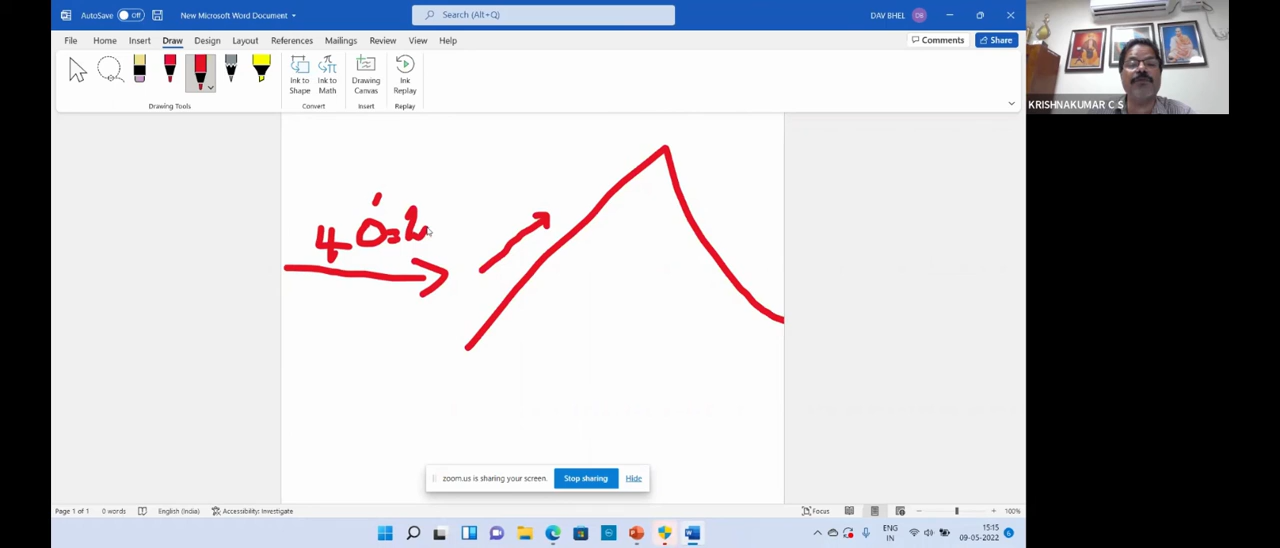 AutoSave Off New Microsoft Word Document Search (Alt+Q) DAV BHEL DB
File Home Insert Draw Design Layout References Mailings Review View Help Comments Share
Ink to Shape Ink to Math Drawing Canvas Ink Replay
Drawing Tools Convert Insert Replay
KRISHNAKUMAR C S
zoom.us is sharing your screen. Stop sharing Hide
Page 1 of 1 0 words English (India) Accessibility: Investigate Focus 100%
ENG IN 15:15 09-05-2022 6